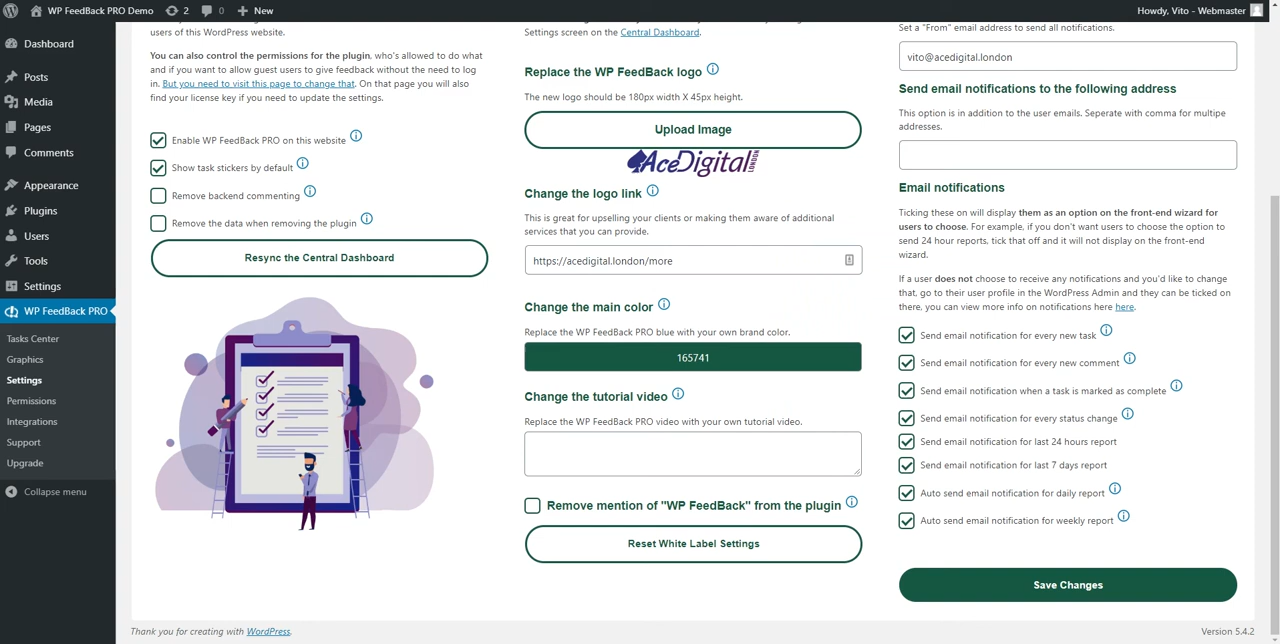 WP FeedBack PRO Demo 2 0 New
Howdy, Vito - Webmaster
Dashboard
Posts
Media
Pages
Comments
Appearance
Plugins
Users
Tools
Settings
WP FeedBack PRO
Tasks Center
Graphics
Settings
Permissions
Integrations
Support
Upgrade
Collapse menu
users of this WordPress website.
You can also control the permissions for the plugin, who's allowed to do what
and if you want to allow guest users to give feedback without the need to log
in. But you need to visit this page to change that. On that page you will also
find your license key if you need to update the settings.
Enable WP FeedBack PRO on this website
Show task stickers by default
Remove backend commenting
Remove the data when removing the plugin
Resync the Central Dashboard
Settings screen on the Central Dashboard.
Replace the WP FeedBack logo
The new logo should be 180px width X 45px height.
Upload Image
AceDigital LONDON
Change the logo link
This is great for upselling your clients or making them aware of additional
services that you can provide.
https://acedigital.london/more
Change the main color
Replace the WP FeedBack PRO blue with your own brand color.
165741
Change the tutorial video
Replace the WP FeedBack PRO video with your own tutorial video.
Remove mention of "WP FeedBack" from the plugin
Reset White Label Settings
Set a "From" email address to send all notifications.
vito@acedigital.london
Send email notifications to the following address
This option is in addition to the user emails. Seperate with comma for multipe
addresses.
Email notifications
Ticking these on will display them as an option on the front-end wizard for
users to choose. For example, if you don't want users to choose the option to
send 24 hour reports, tick that off and it will not display on the front-end
wizard.
If a user does not choose to receive any notifications and you'd like to change
that, go to their user profile in the WordPress Admin and they can be ticked on
there, you can view more info on notifications here here.
Send email notification for every new task
Send email notification for every new comment
Send email notification when a task is marked as complete
Send email notification for every status change
Send email notification for last 24 hours report
Send email notification for last 7 days report
Auto send email notification for daily report
Auto send email notification for weekly report
Save Changes
Thank you for creating with WordPress.
Version 5.4.2